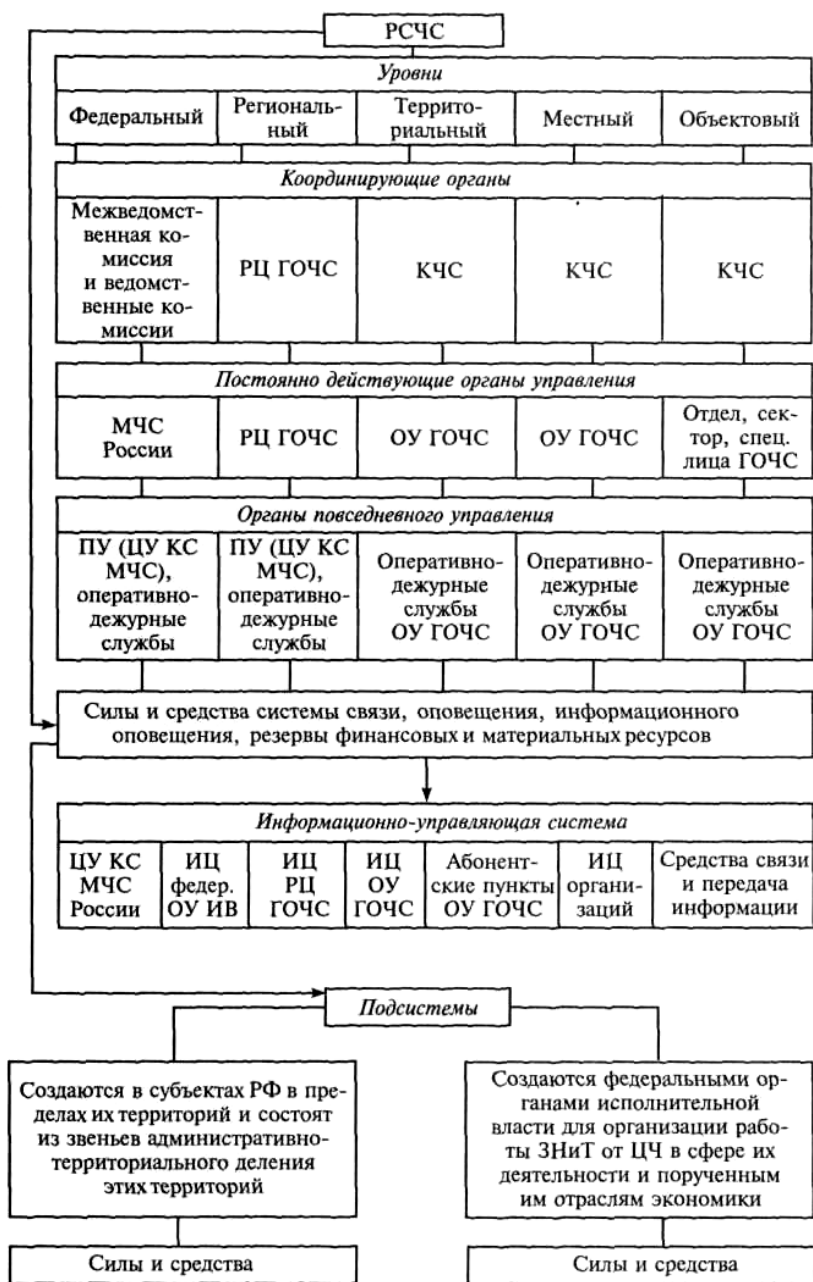 РСЧС
Уровни
Федеральный
Региональ-
ный
Террито-
риальный
Местный
Объектовый
Координирующие органы
Межведомст-
венная ко-
миссия
и ведомст-
венные ко-
миссии
РЦ ГОЧС
КЧС
КЧС
КЧС
Постоянно действующие органы управления
МЧС
России
РЦ ГОЧС
ОУ ГОЧС
ОУ ГОЧС
Отдел, сек-
тор, спец.
лица ГОЧС
Органы повседневного управления
ПУ (ЦУ КС
МЧС),
оперативно-
дежурные
службы
ПУ (ЦУ КС
МЧС),
оперативно-
дежурные
службы
Оперативно-
дежурные
службы
ОУ ГОЧС
Оперативно-
дежурные
службы
ОУ ГОЧС
Оперативно-
дежурные
службы
ОУ ГОЧС
Силы и средства системы связи, оповещения, информационного
оповещения, резервы финансовых и материальных ресурсов
Информационно-управляющая система
ЦУ КС
МЧС
России
ИЦ
федер.
ОУ ИВ
ИЦ
РЦ
ГОЧС
ИЦ
ОУ
ГОЧС
Абонент-
ские пункты
ОУ ГОЧС
ИЦ
органи-
заций
Средства связи
и передача
информации
Подсистемы
Создаются в субъектах РФ в пре-
делах их территорий и состоят
из звеньев административно-
территориального деления
этих территорий
Создаются федеральными ор-
ганами исполнительной
власти для организации рабо-
ты ЗНиТ от ЦЧ в сфере их
деятельности и порученным
им отраслям экономики
Силы и средства
Силы и средства